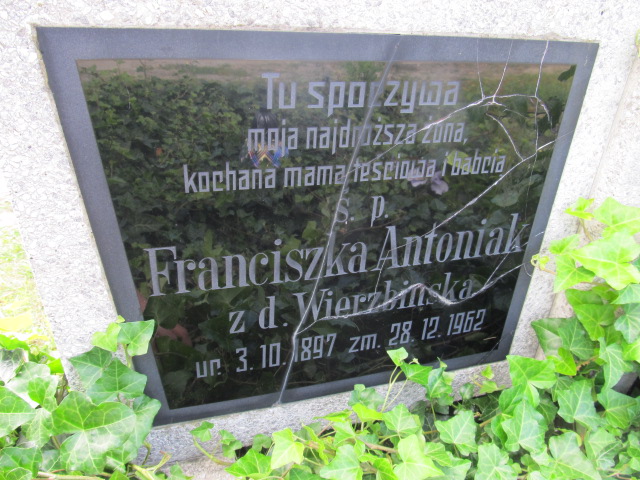 Tu spoczywa
moja najdroższa żona,
kochana mama teściowa i babcia
ś. p.
Franciszka Antoniak
z d. Wierzbińska
ur. 3.10.1897 zm. 28.12.1962